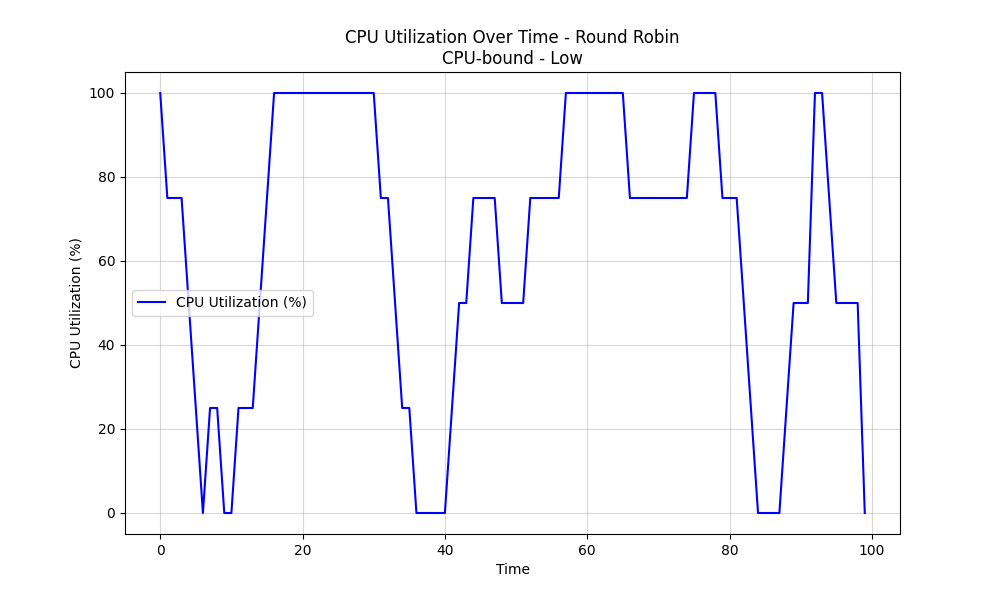 CPU Utilization Over Time - Round Robin
CPU-bound - Low
CPU Utilization (%)
100
80
60
40
20
0
CPU Utilization (%)
0
20
40
60
80
100
Time